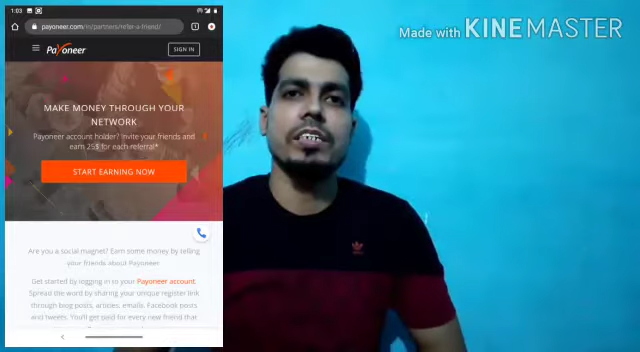 1:03
payoneer.com/in/partners/refer-a-friend/
Payoneer
SIGN IN
MAKE MONEY THROUGH YOUR
NETWORK
Payoneer account holder? Invite your friends and
earn 25$ for each referral*
START EARNING NOW
Are you a social magnet? Earn some money by telling
your friends about Payoneer
Get started by logging in to your Payoneer account.
Spread the word by sharing your unique register link
through blog posts, articles, emails, Facebook posts
and tweets. You'll get paid for every new friend that
Made with KINEMASTER